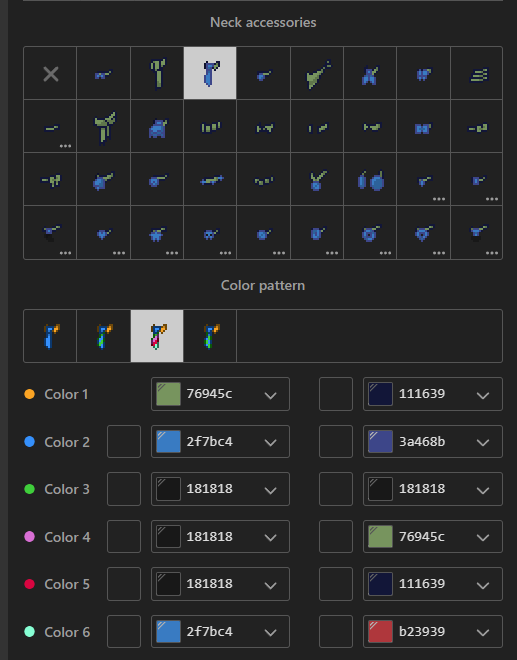 Neck accessories
Color pattern
Color 1 76945c 111639
Color 2 2f7bc4 3a468b
Color 3 181818 181818
Color 4 181818 76945c
Color 5 181818 111639
Color 6 2f7bc4 b23939